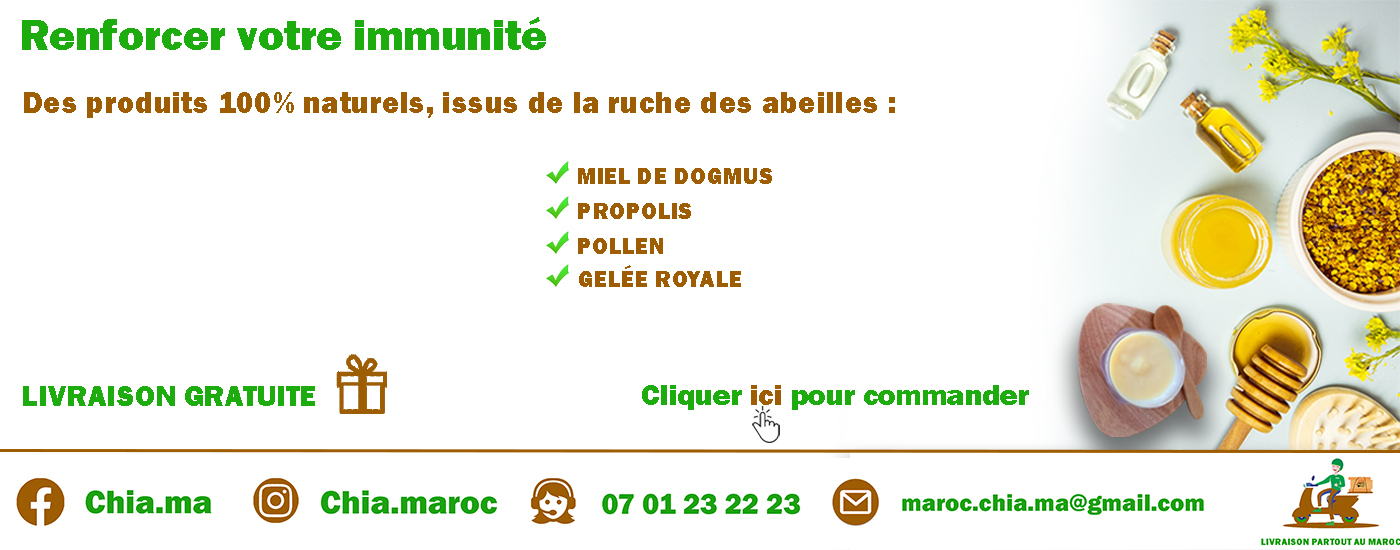 Renforcer votre immunité
Des produits 100% naturels, issus de la ruche des abeilles :
MIEL DE DOGMUS
PROPOLIS
POLLEN
GELÉE ROYALE
LIVRAISON GRATUITE
Cliquer ici pour commander
Chia.ma
Chia.maroc
07 01 23 22 23
maroc.chia.ma@gmail.com
LIVRAISON PARTOUT AU MAROC